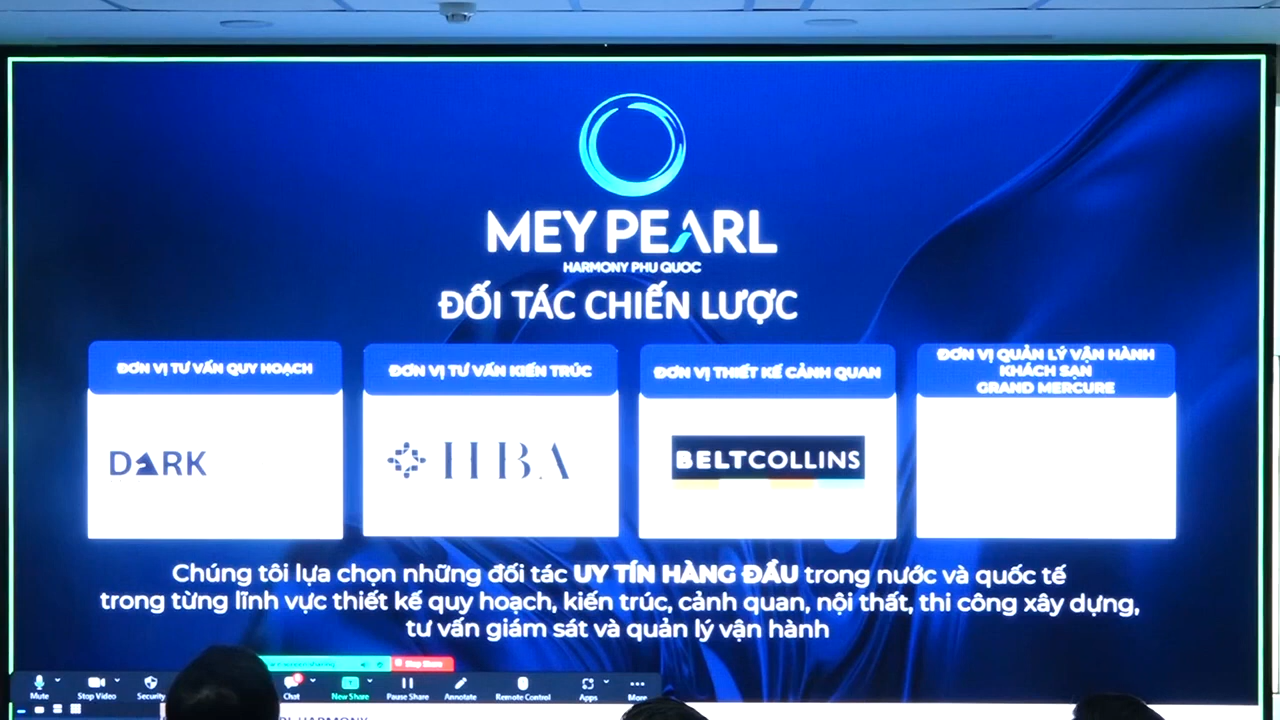 MEY PEARL
HARMONY PHU QUOC
ĐỐI TÁC CHIẾN LƯỢC
ĐƠN VỊ TƯ VẤN QUY HOẠCH
DARK
ĐƠN VỊ TƯ VẤN KIẾN TRÚC
HBA
ĐƠN VỊ THIẾT KẾ CẢNH QUAN
BELTCOLLINS
ĐƠN VỊ QUẢN LÝ VẬN HÀNH
KHÁCH SẠN
GRAND MERCURE
Chúng tôi lựa chọn những đối tác UY TÍN HÀNG ĐẦU trong nước và quốc tế
trong từng lĩnh vực thiết kế quy hoạch, kiến trúc, cảnh quan, nội thất, thi công xây dựng,
tư vấn giám sát và quản lý vận hành
Stop Share
Mute Stop Video Security Chat New Share Pause Share Annotate Remote Control Apps More
HARMONY